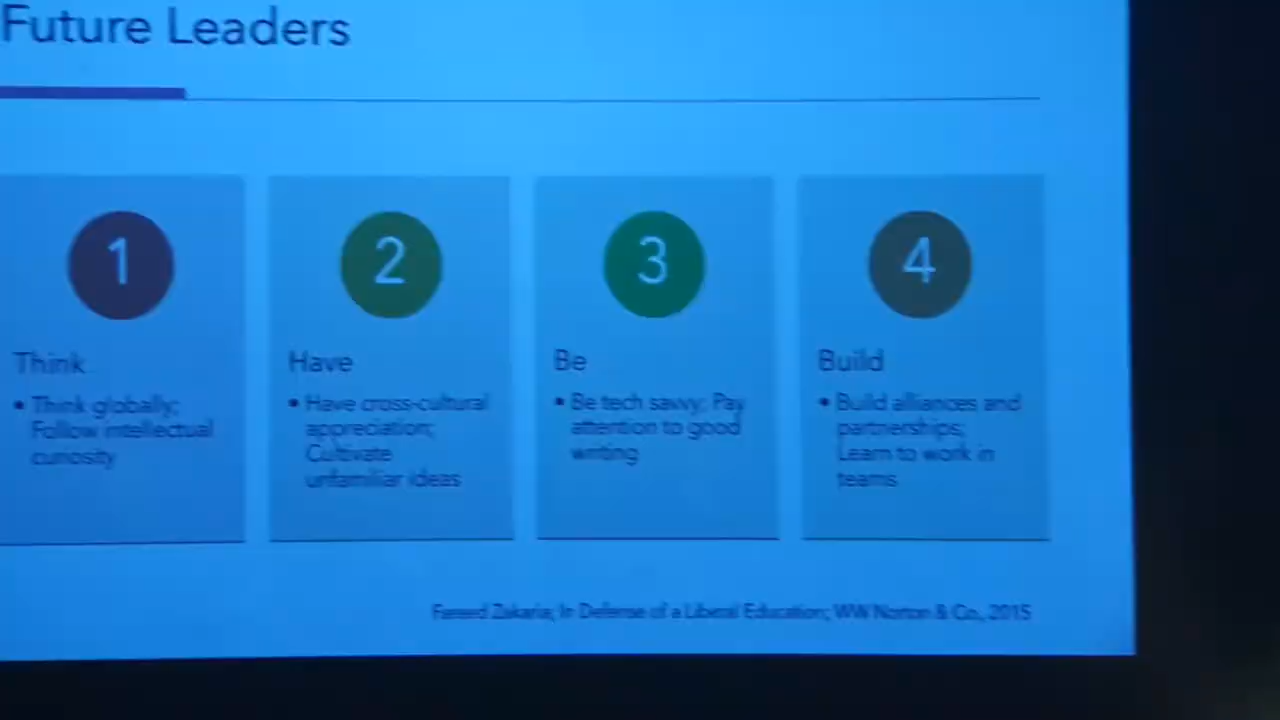 Future Leaders
1
Think
• Think globally;
Follow intellectual
curiosity
2
Have
• Have cross-cultural
appreciation;
Cultivate
unfamiliar ideas
3
Be
• Be tech savvy; Pay
attention to good
writing
4
Build
• Build alliances and
partnerships;
Learn to work in
teams
Fareed Zakaria; In Defense of a Liberal Education; WW Norton & Co., 2015